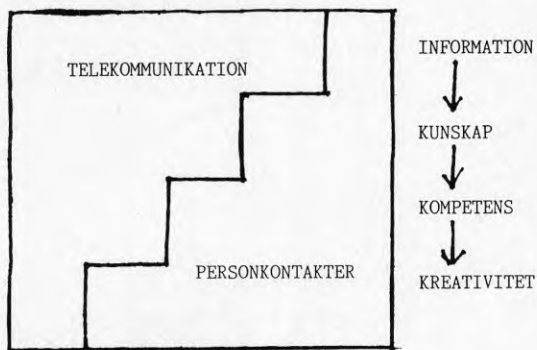 INFORMATION
TELEKOMMUNIKATION
KUNSKAP
KOMPETENS
PERSONKONTAKTER
KREATIVITET